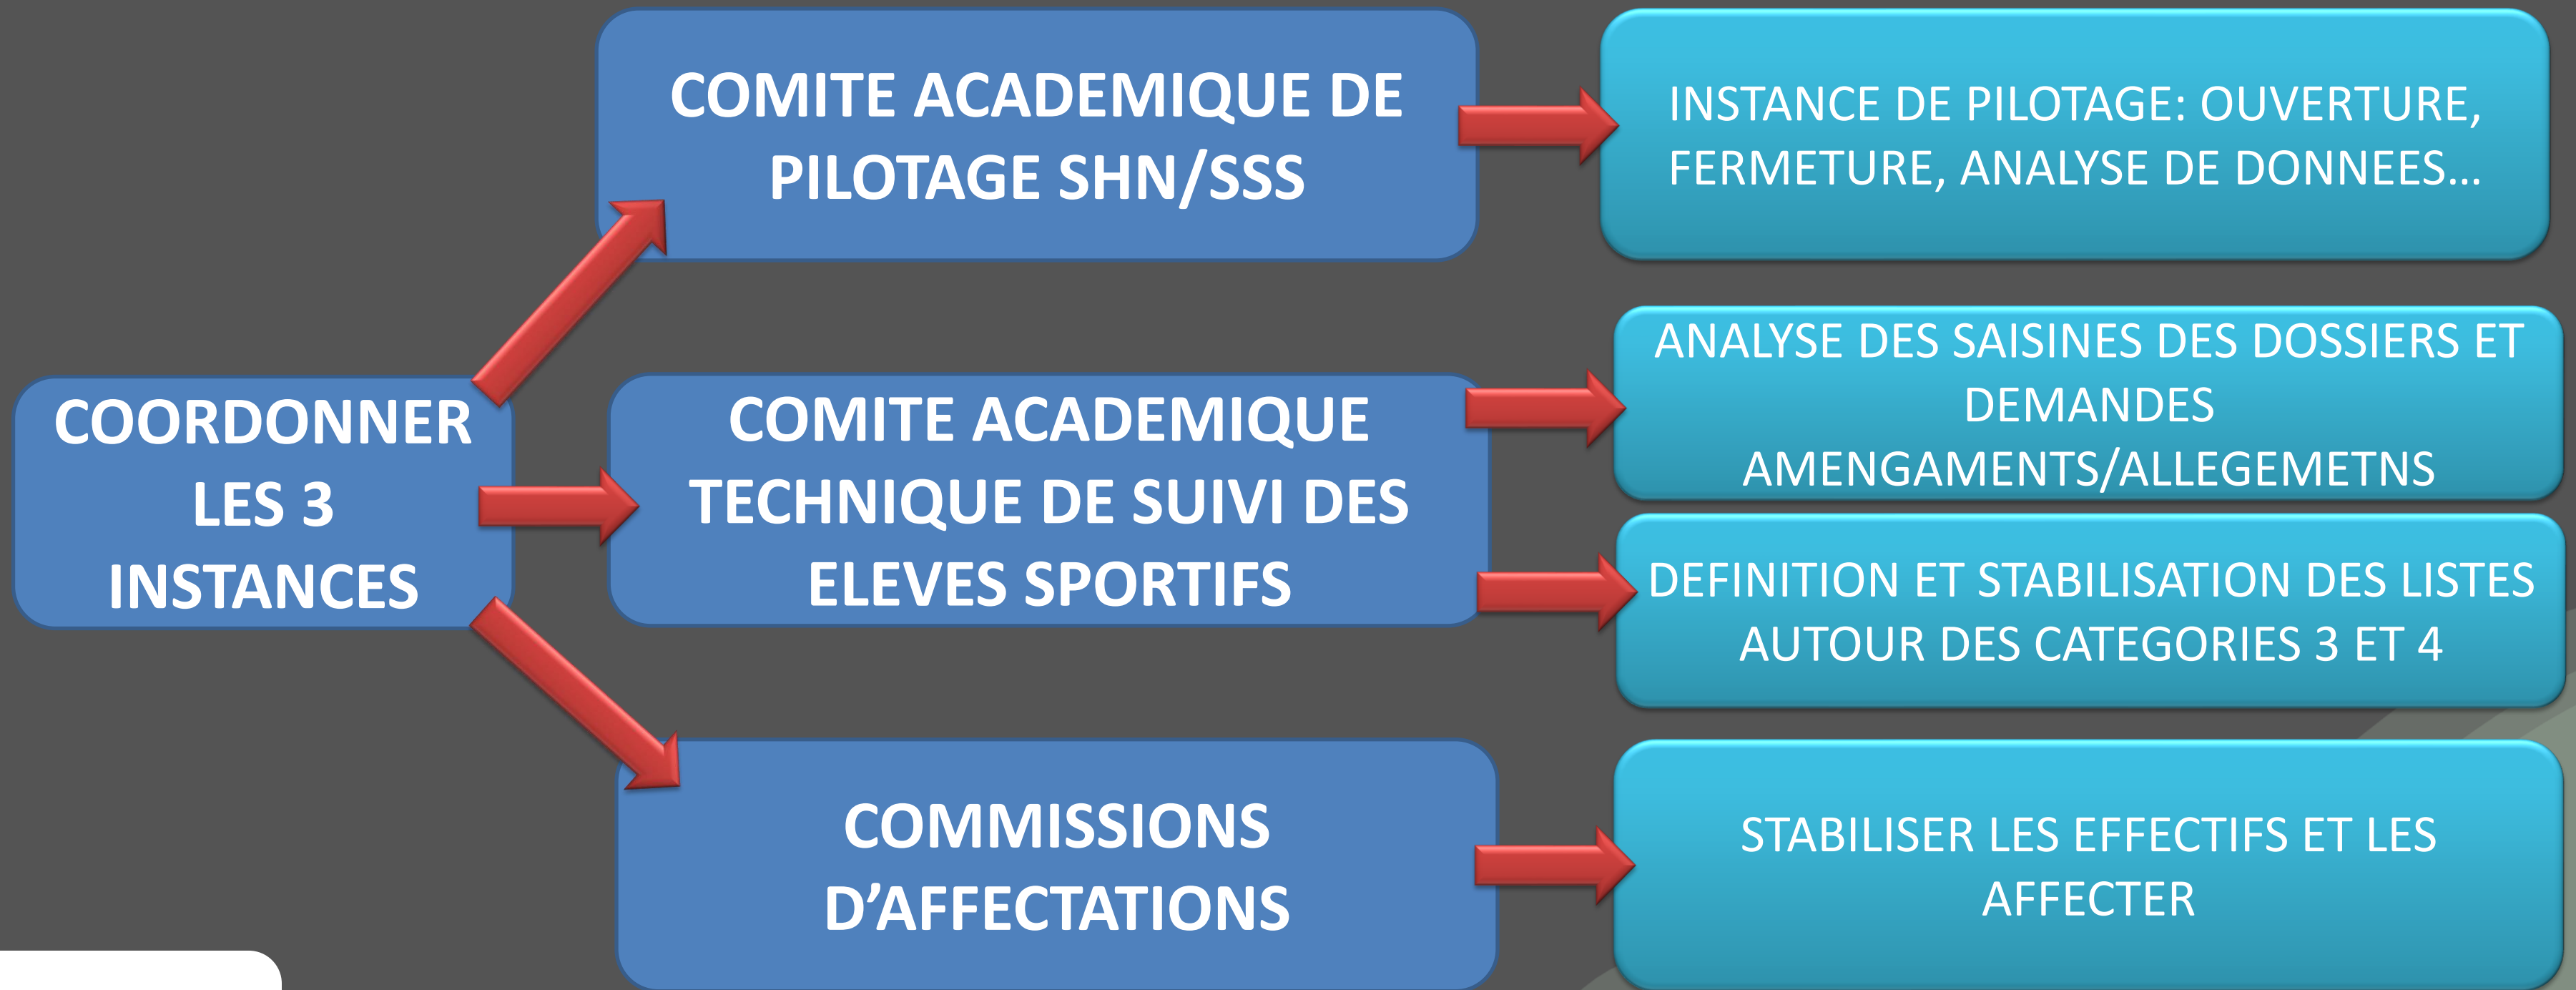 COORDONNER
LES 3
INSTANCES
COMITE ACADEMIQUE DE
PILOTAGE SHN/SSS
INSTANCE DE PILOTAGE: OUVERTURE,
FERMETURE, ANALYSE DE DONNEES…
COMITE ACADEMIQUE
TECHNIQUE DE SUIVI DES
ELEVES SPORTIFS
ANALYSE DES SAISINES DES DOSSIERS ET
DEMANDES
AMENGAMENTS/ALLEGEMETNS
DEFINITION ET STABILISATION DES LISTES
AUTOUR DES CATEGORIES 3 ET 4
COMMISSIONS
D’AFFECTATIONS
STABILISER LES EFFECTIFS ET LES
AFFECTER